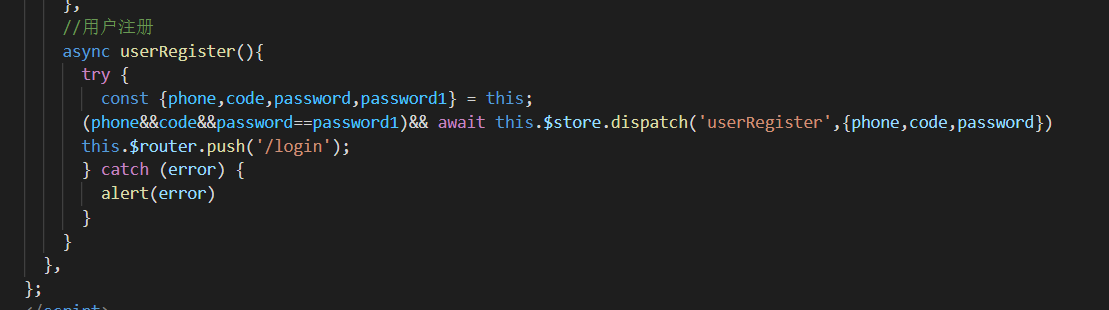 },
//用户注册
async userRegister(){
try {
const {phone,code,password,password1} = this;
(phone&&code&&password==password1)&& await this.$store.dispatch('userRegister',{phone,code,password})
this.$router.push('/login');
} catch (error) {
alert(error)
}
}
},
};
</script>